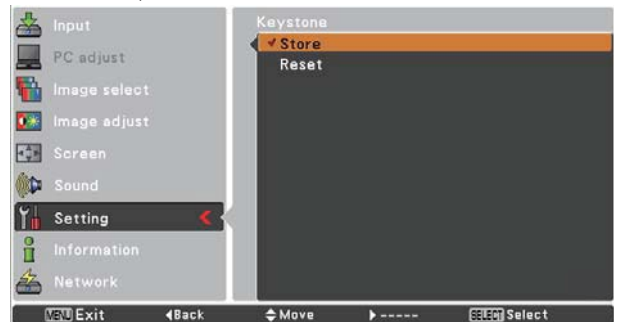 Input
PC adjust
Image select
Image adjust
Screen
Sound
Setting
Information
Network
Keystone
Store
Reset
MENU Exit ◀Back Move ▶----- SELECT Select